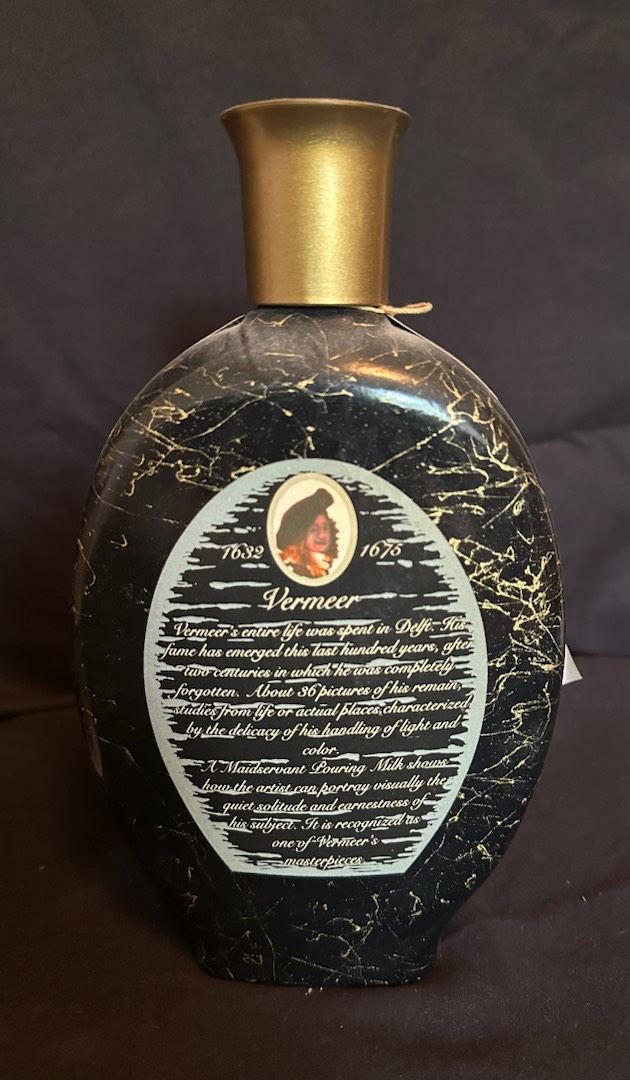 1632 1675
Vermeer
Vermeer's entire life was spent in Delft. His
fame has emerged this last hundred years, after
two centuries in which he was completely
forgotten. About 36 pictures of his remain,
studies from life or actual places, characterized
by the delicacy of his handling of light and
color.
A Maidservant Pouring Milk shows
how the artist can portray visually the
quiet solitude and earnestness of
his subject. It is recognized as
one of Vermeer's
masterpieces.